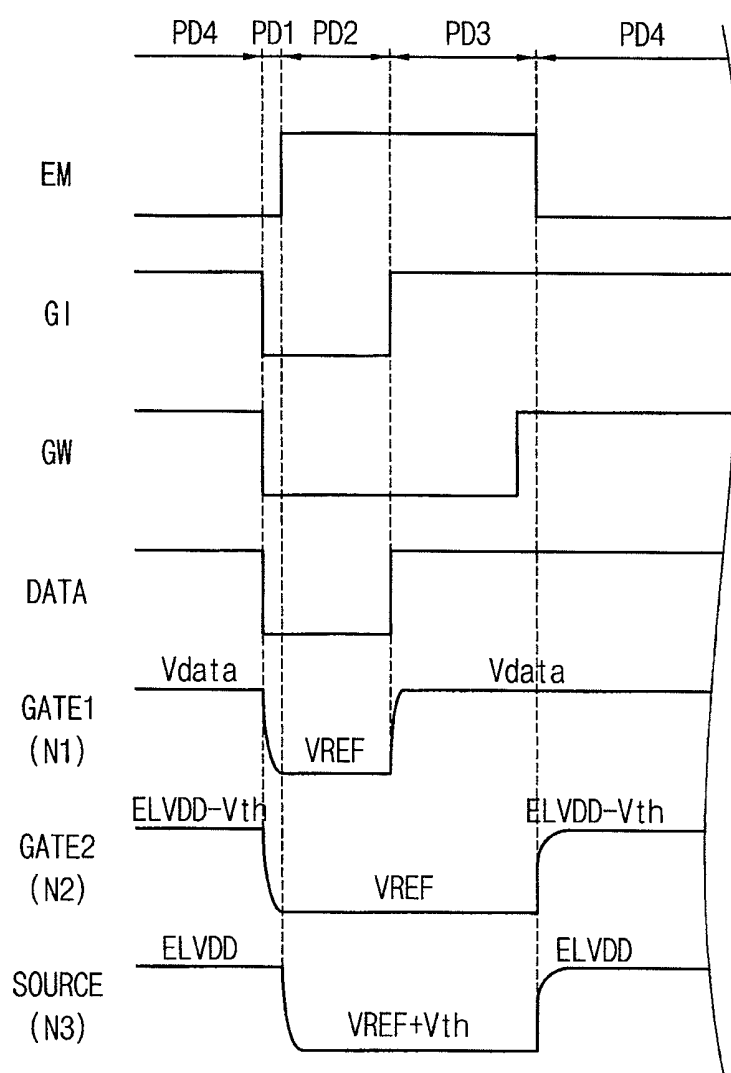 PD4 PD1 PD2 PD3 PD4
EM
GI
GW
DATA
Vdata Vdata
GATE1
(N1)
VREF
ELVDD-Vth ELVDD-Vth
GATE2
(N2)
VREF
ELVDD ELVDD
SOURCE
(N3)
VREF+Vth